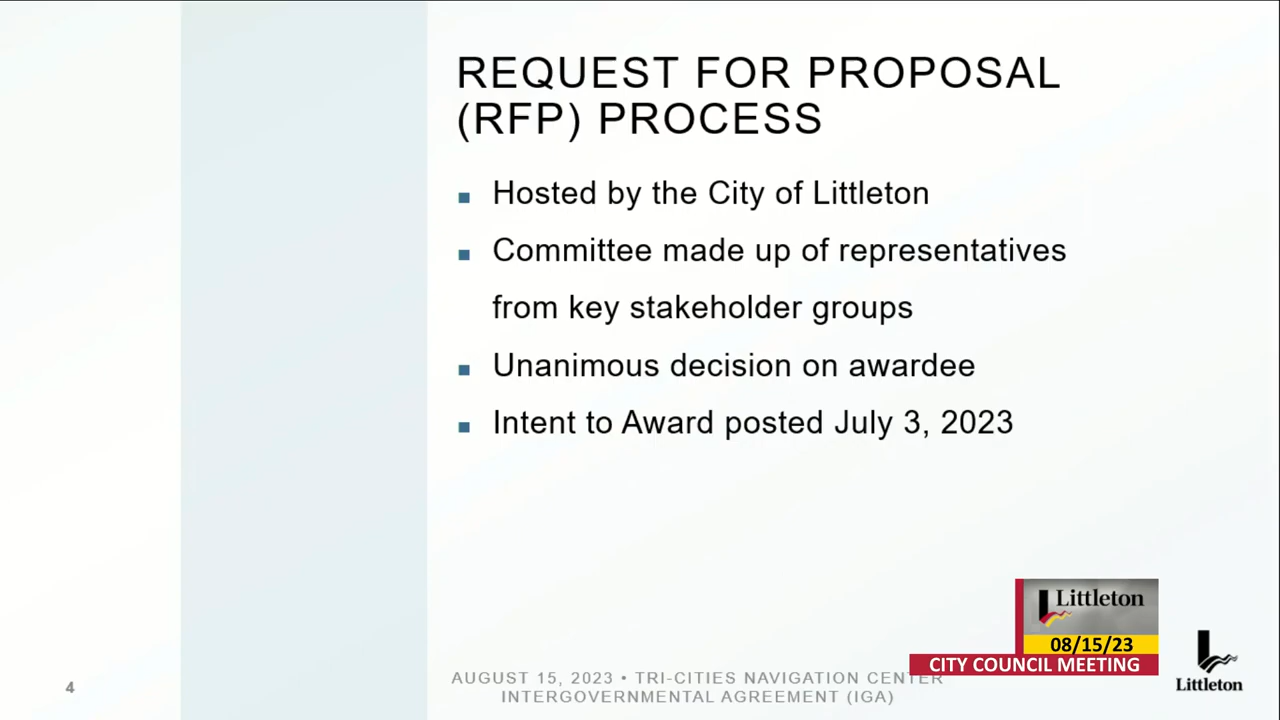 REQUEST FOR PROPOSAL
(RFP) PROCESS
Hosted by the City of Littleton
Committee made up of representatives
from key stakeholder groups
Unanimous decision on awardee
Intent to Award posted July 3, 2023
Littleton
08/15/23
CITY COUNCIL MEETING
Littleton
AUGUST 15, 2023 • TRI-CITIES NAVIGATION CENTER
INTERGOVERNMENTAL AGREEMENT (IGA)
4